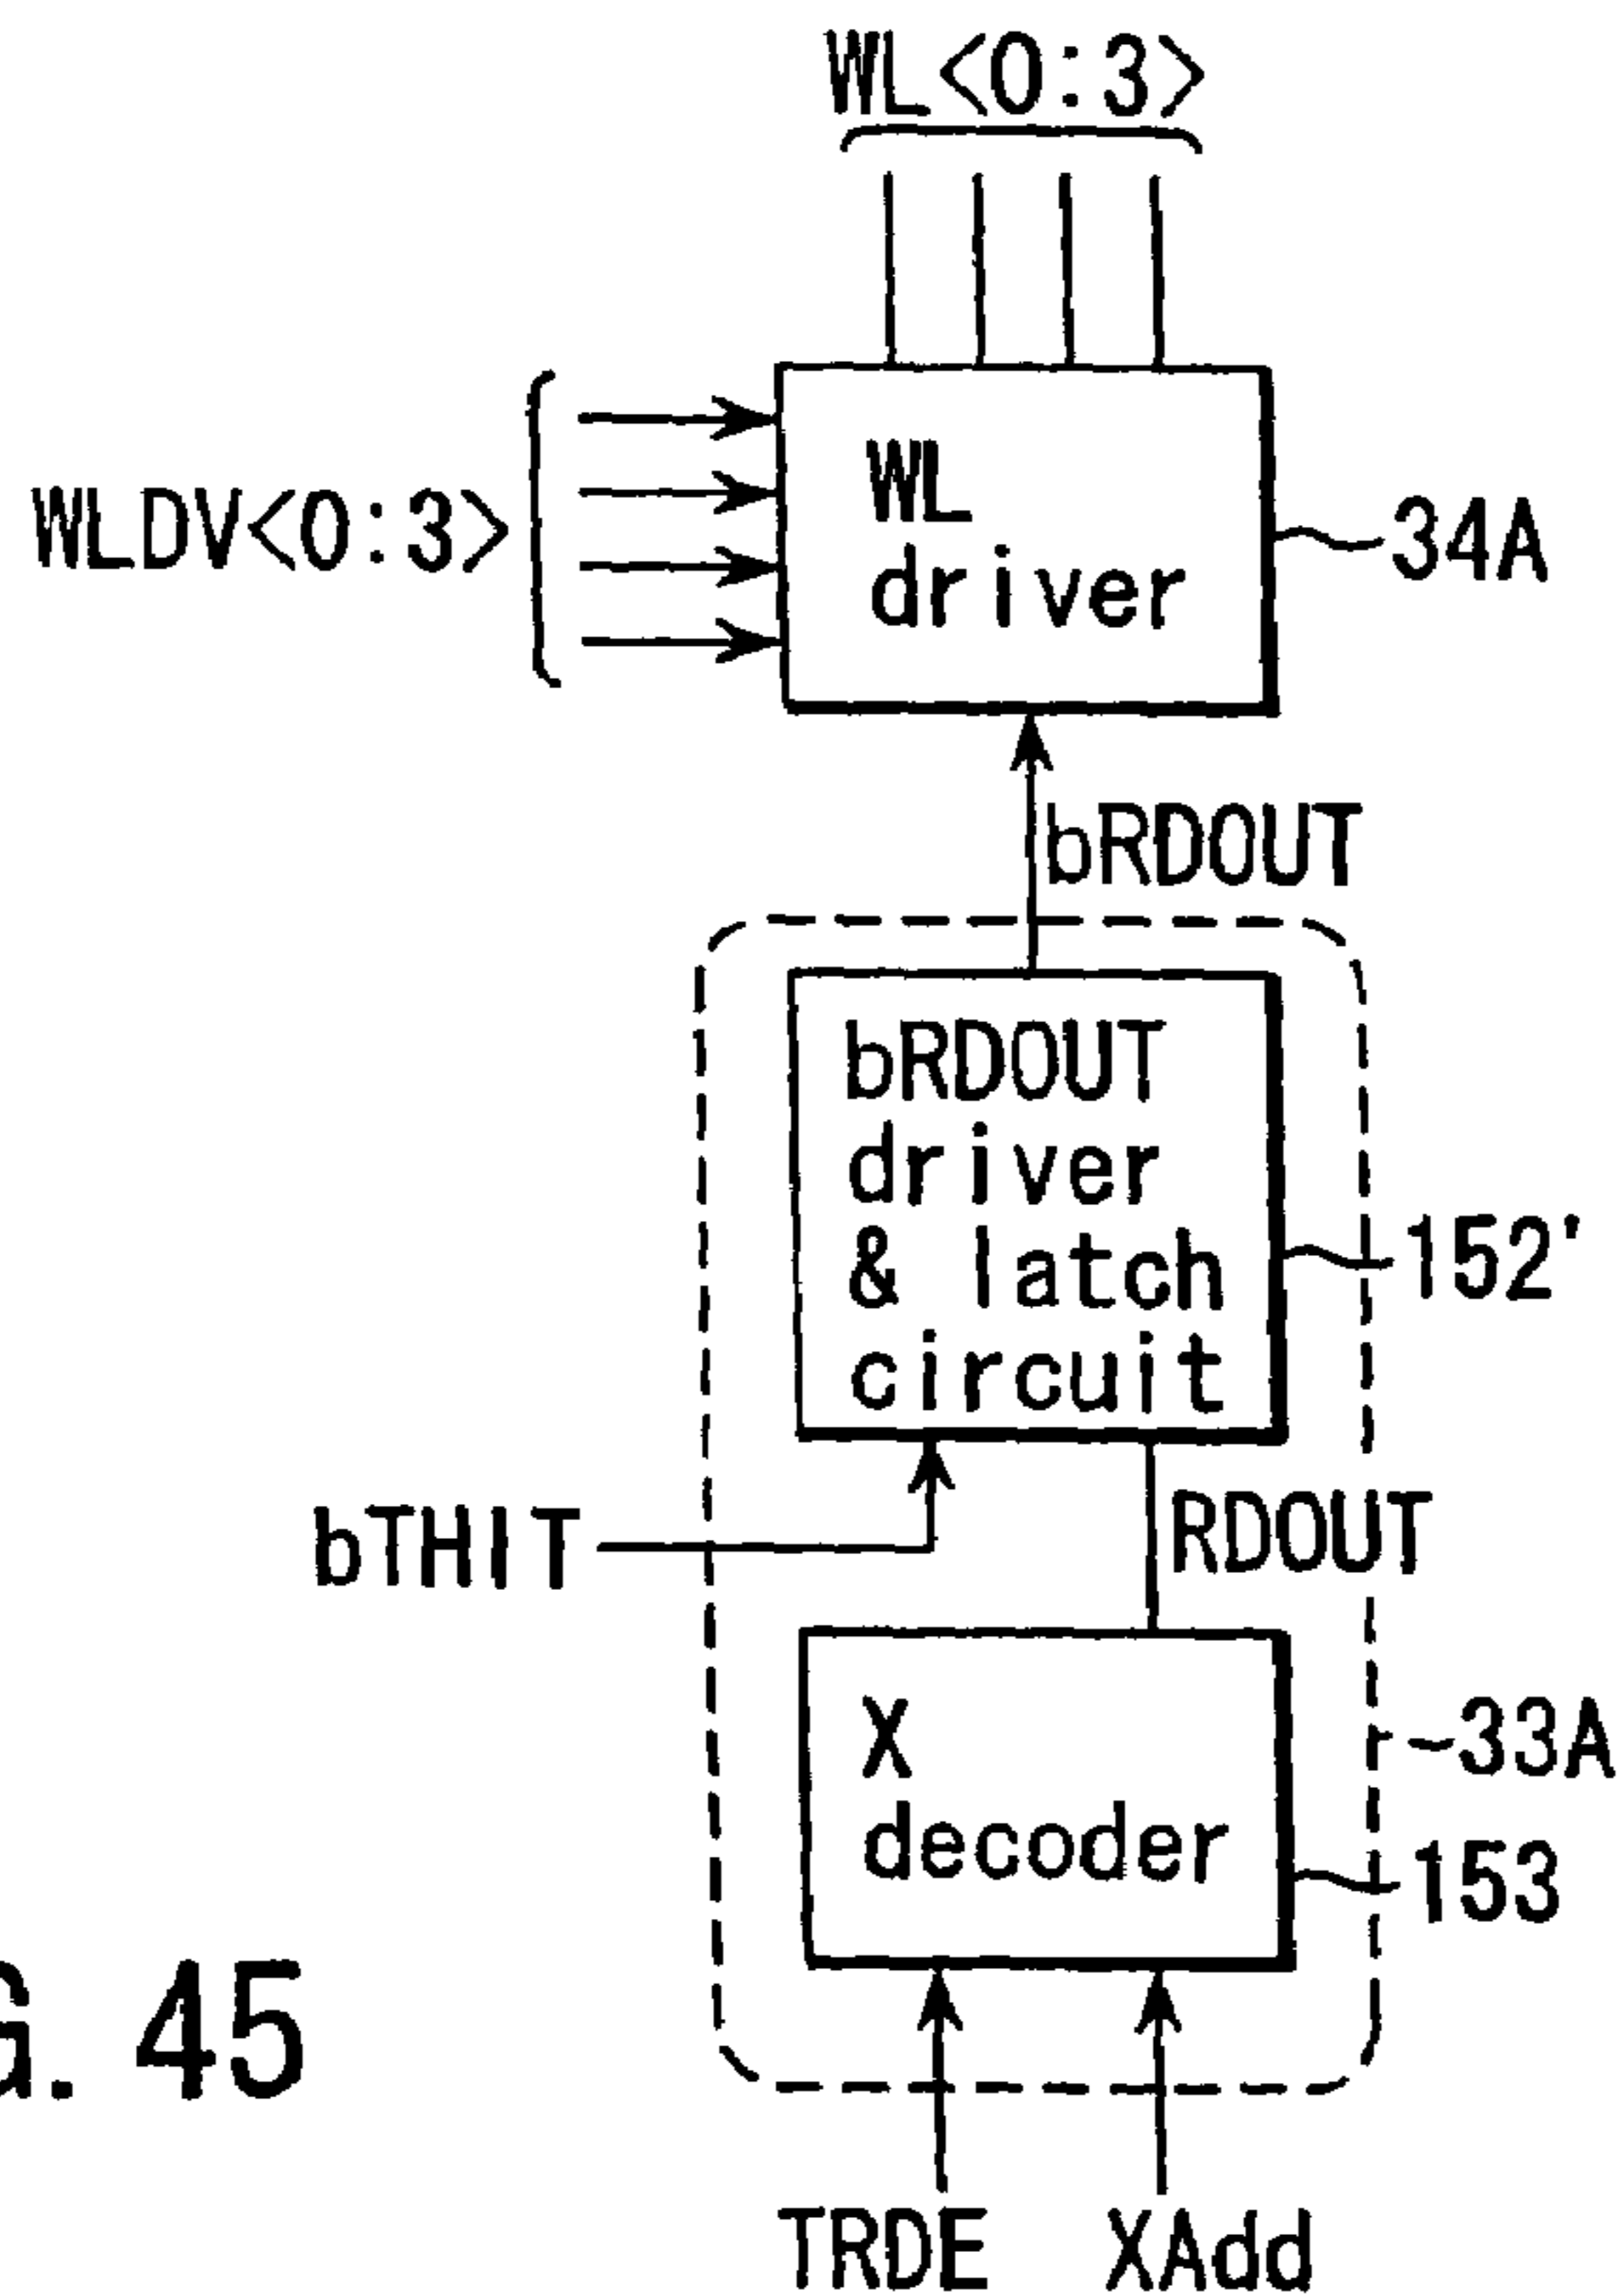 WL<0:3>
WLDV<0:3>
WL
driver
34A
bRDOUT
bRDOUT
driver
& latch
circuit
152'
bTHIT
RDOUT
X
decoder
33A
153
G. 45
TRDE XAdd